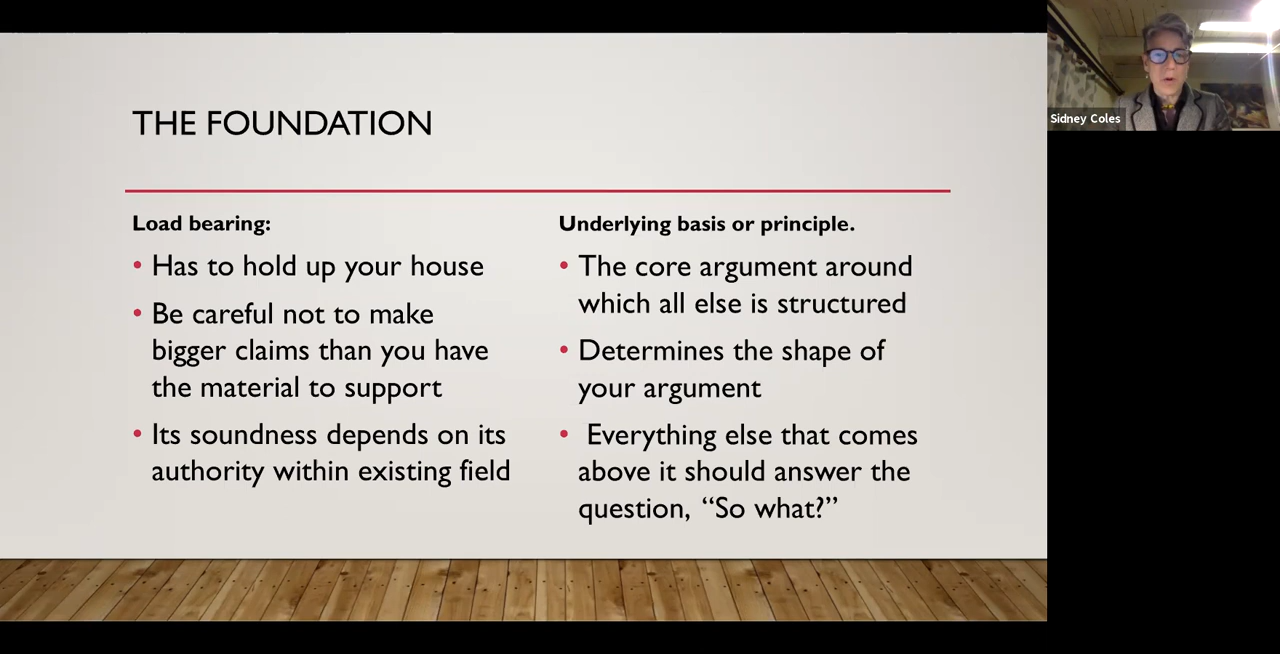 THE FOUNDATION
Load bearing:
• Has to hold up your house
• Be careful not to make
bigger claims than you have
the material to support
• Its soundness depends on its
authority within existing field
Underlying basis or principle.
• The core argument around
which all else is structured
• Determines the shape of
your argument
• Everything else that comes
above it should answer the
question, “So what?”
Sidney Coles